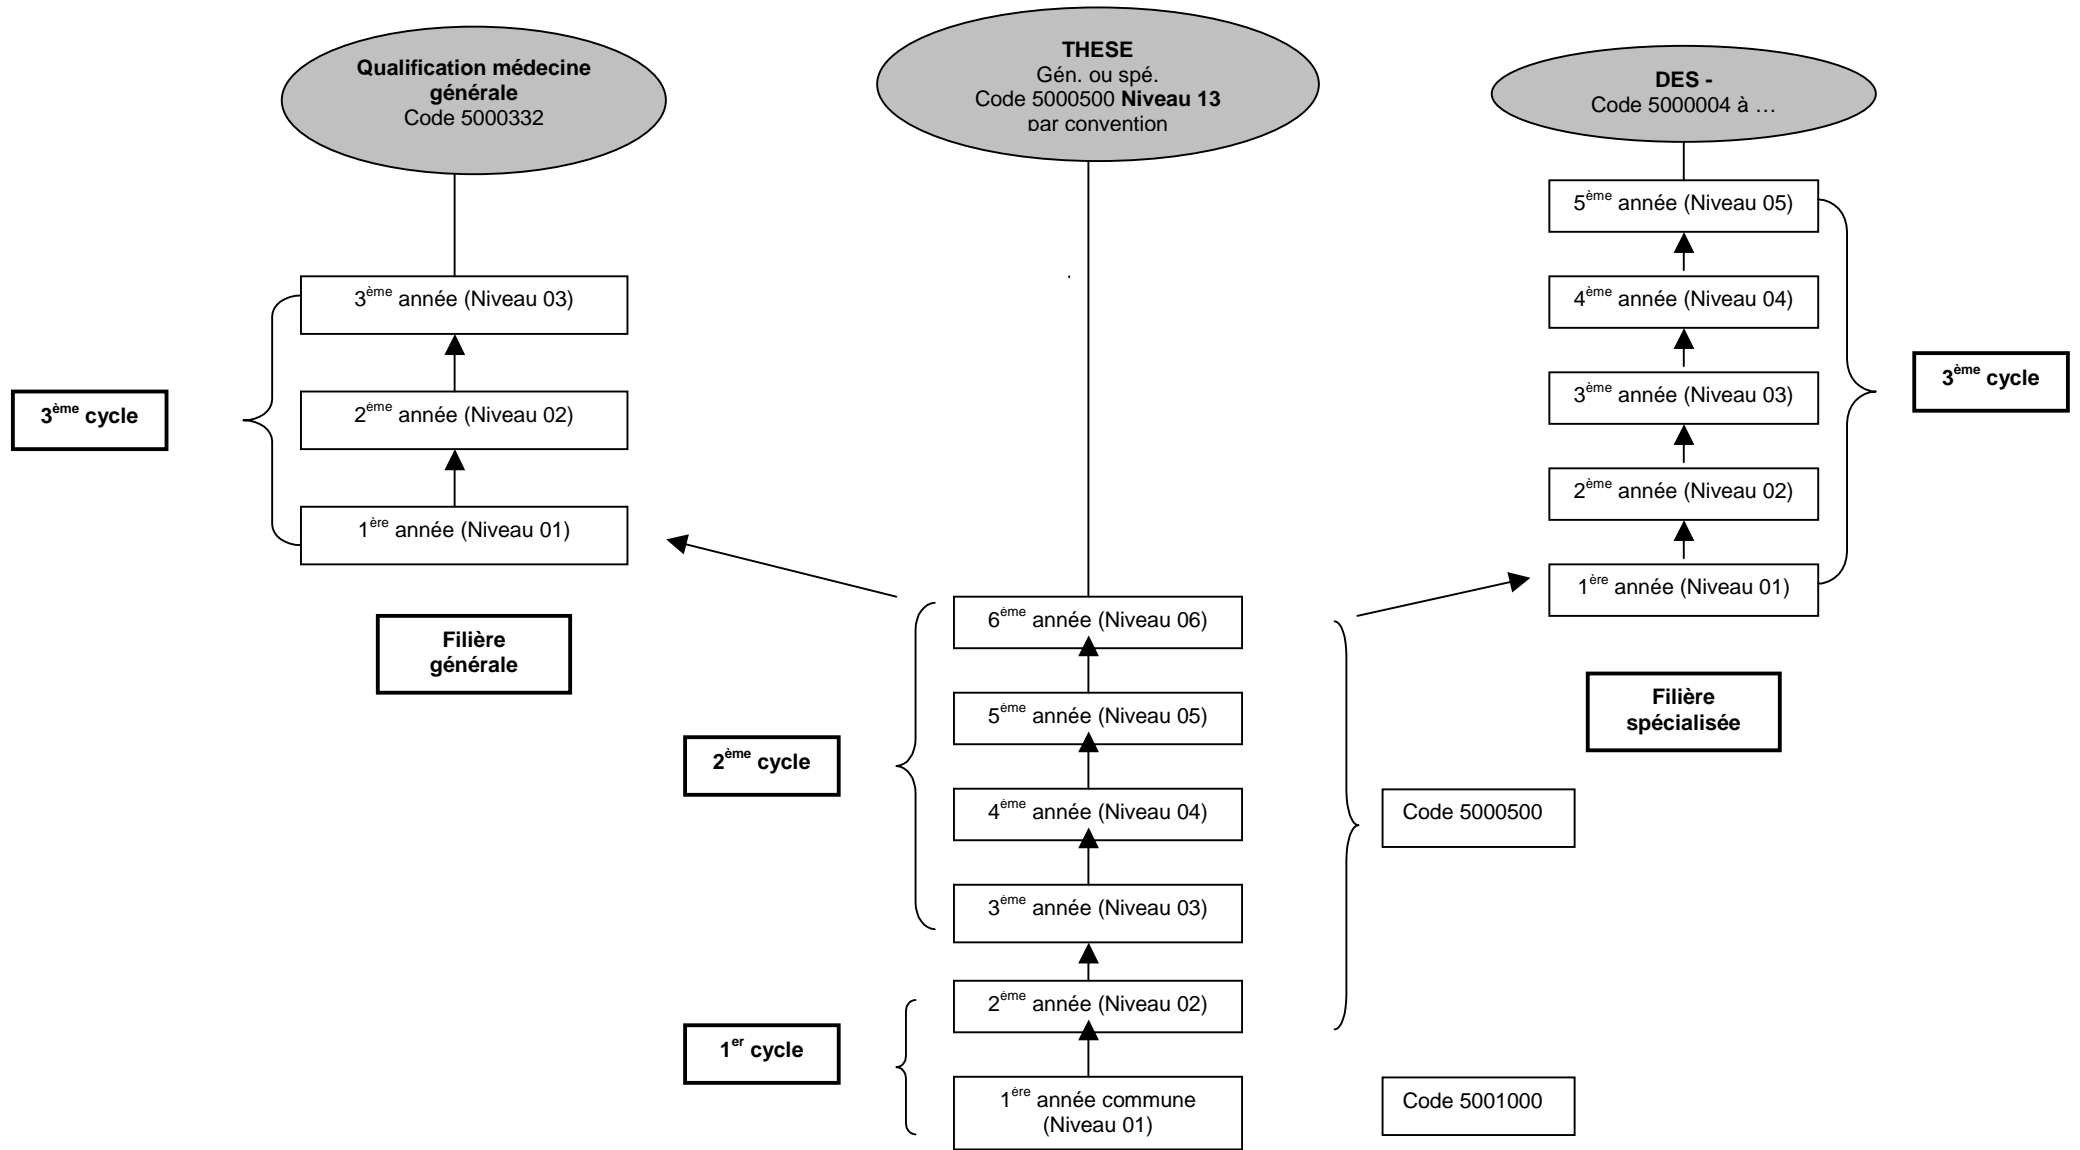 Qualification médecine
générale
Code 5000332
THESE
Gén. ou spé.
Code 5000500 Niveau 13
par convention
DES -
Code 5000004 à …
5ème année (Niveau 05)
4ème année (Niveau 04)
3ème année (Niveau 03)
2ème année (Niveau 02)
1ère année (Niveau 01)
3ème cycle
Filière
spécialisée
3ème année (Niveau 03)
2ème année (Niveau 02)
1ère année (Niveau 01)
3ème cycle
Filière
générale
6ème année (Niveau 06)
5ème année (Niveau 05)
4ème année (Niveau 04)
3ème année (Niveau 03)
2ème année (Niveau 02)
1ère année commune
(Niveau 01)
2ème cycle
1er cycle
Code 5000500
Code 5001000